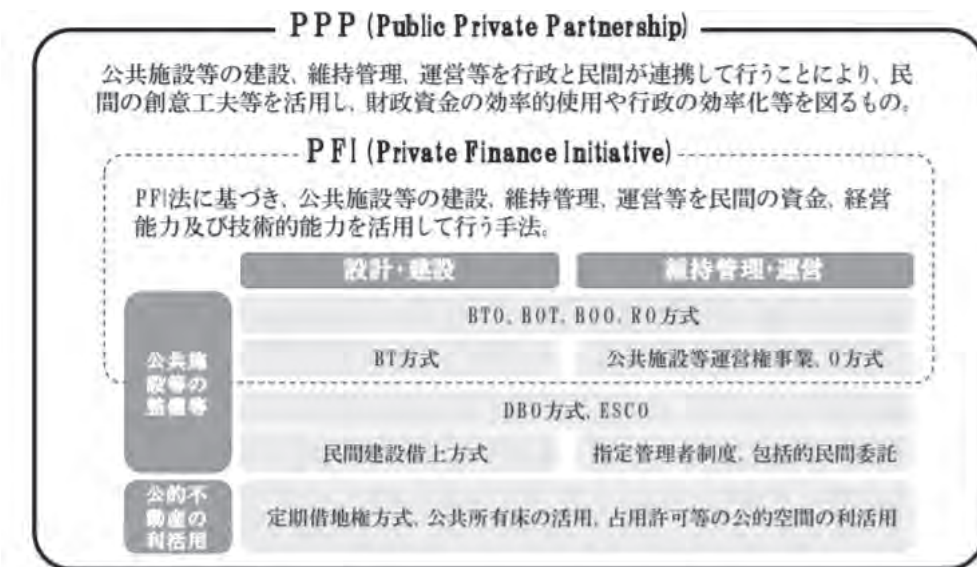 PPP (Public Private Partnership)
公共施設等の建設、維持管理、運営等を行政と民間が連携して行うことにより、民
間の創意工夫等を活用し、財政資金の効率的使用や行政の効率化等を図るもの。
PFI (Private Finance Initiative)
PFI法に基づき、公共施設等の建設、維持管理、運営等を民間の資金、経営
能力及び技術的能力を活用して行う手法。
設計・建設
維持管理・運営
公共施
設等の
整備等
BTO、BOT、BOO、RO方式
BT方式
公共施設等運営権事業、O方式
DBO方式、ESCO
民間建設借上方式
指定管理者制度、包括的民間委託
公的不
動産の
利活用
定期借地権方式、公共所有床の活用、占用許可等の公的空間の利活用